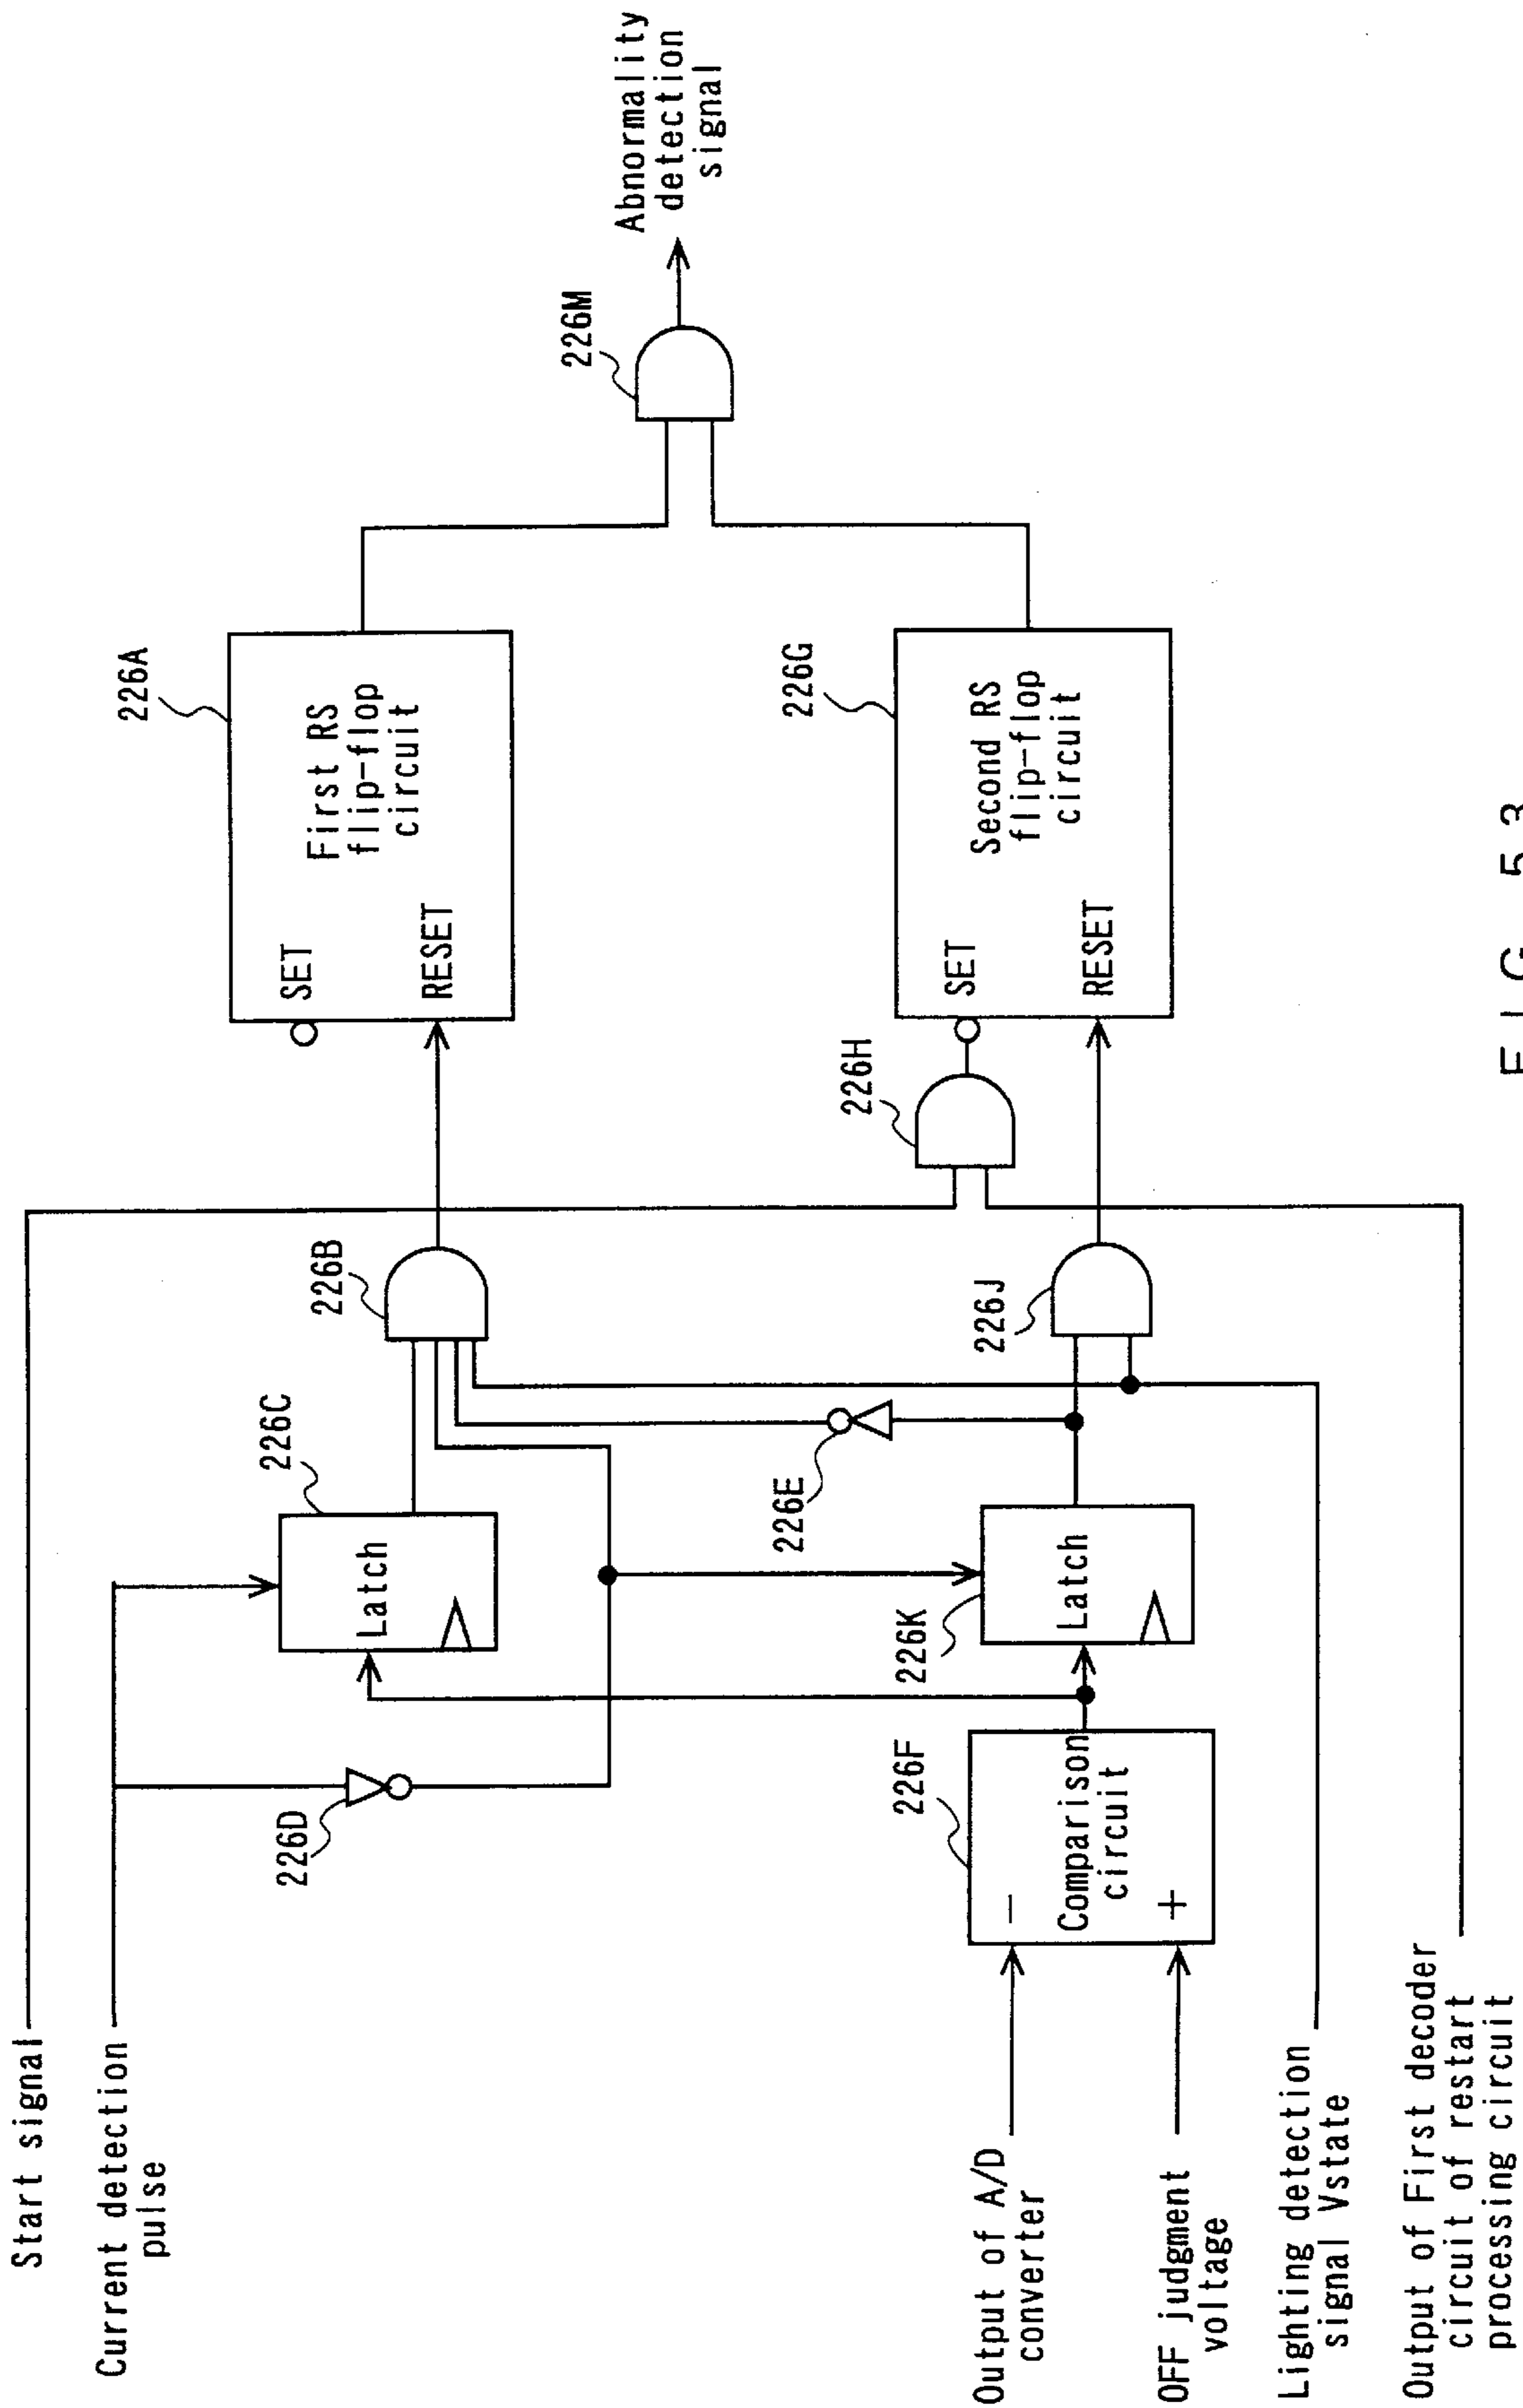 Start signal
Current detection
pulse
226D
226C
Latch
226B
226A
First RS
flip-flop
circuit
SET
RESET
226M
Abnormality
detection
signal
226E
226H
226G
Second RS
flip-flop
circuit
SET
RESET
226K
Latch
226J
226F
Comparison
circuit
−
+
Output of A/D
converter
OFF judgment
voltage
Lighting detection
signal Vstate
Output of First decoder
circuit of restart
processing circuit
FIG. 53